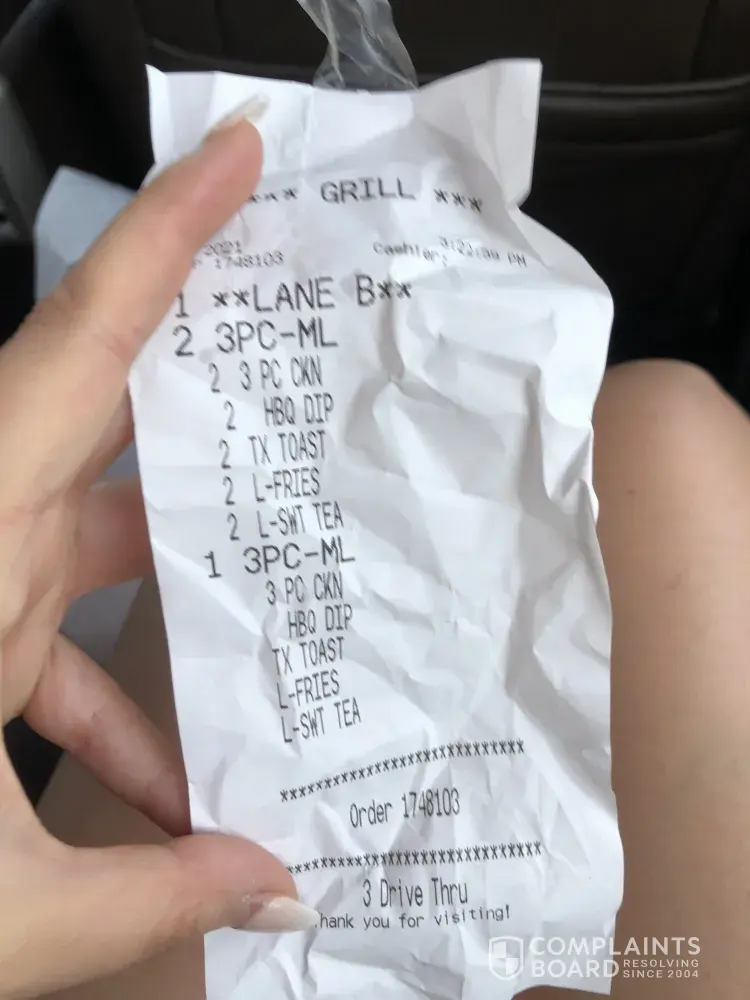 *** GRILL ***
2021
1748103 Cashier:
1 **LANE B**
2 3PC-ML
2 3 PC CKN
2 HBQ DIP
2 TX TOAST
2 L-FRIES
2 L-SWT TEA
1 3PC-ML
3 PC CKN
HBQ DIP
TX TOAST
L-FRIES
L-SWT TEA
****************************
Order 1748103
****************************
3 Drive Thru
hank you for visiting!
COMPLAINTS
BOARD RESOLVING
SINCE 2004